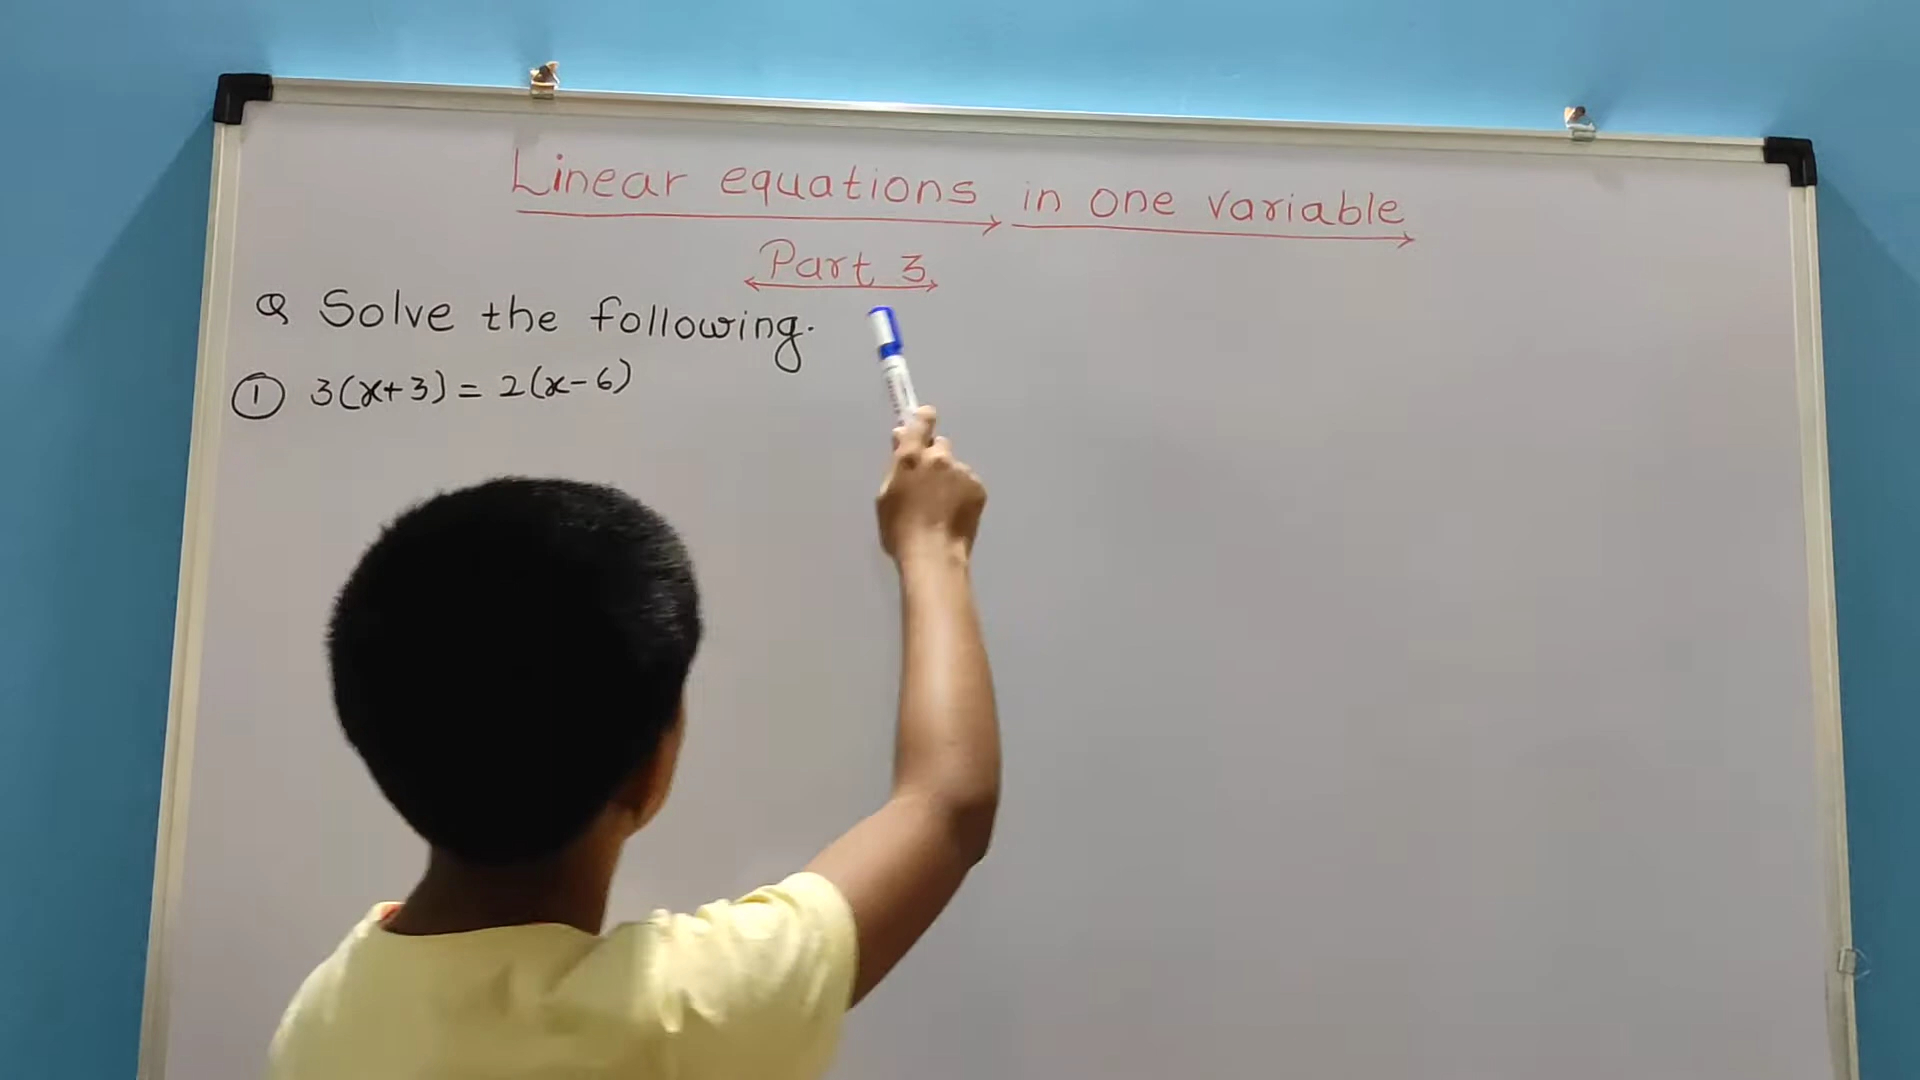 Linear equations in one variable
Part 3
Q Solve the following.
① 3(x+3) = 2(x-6)